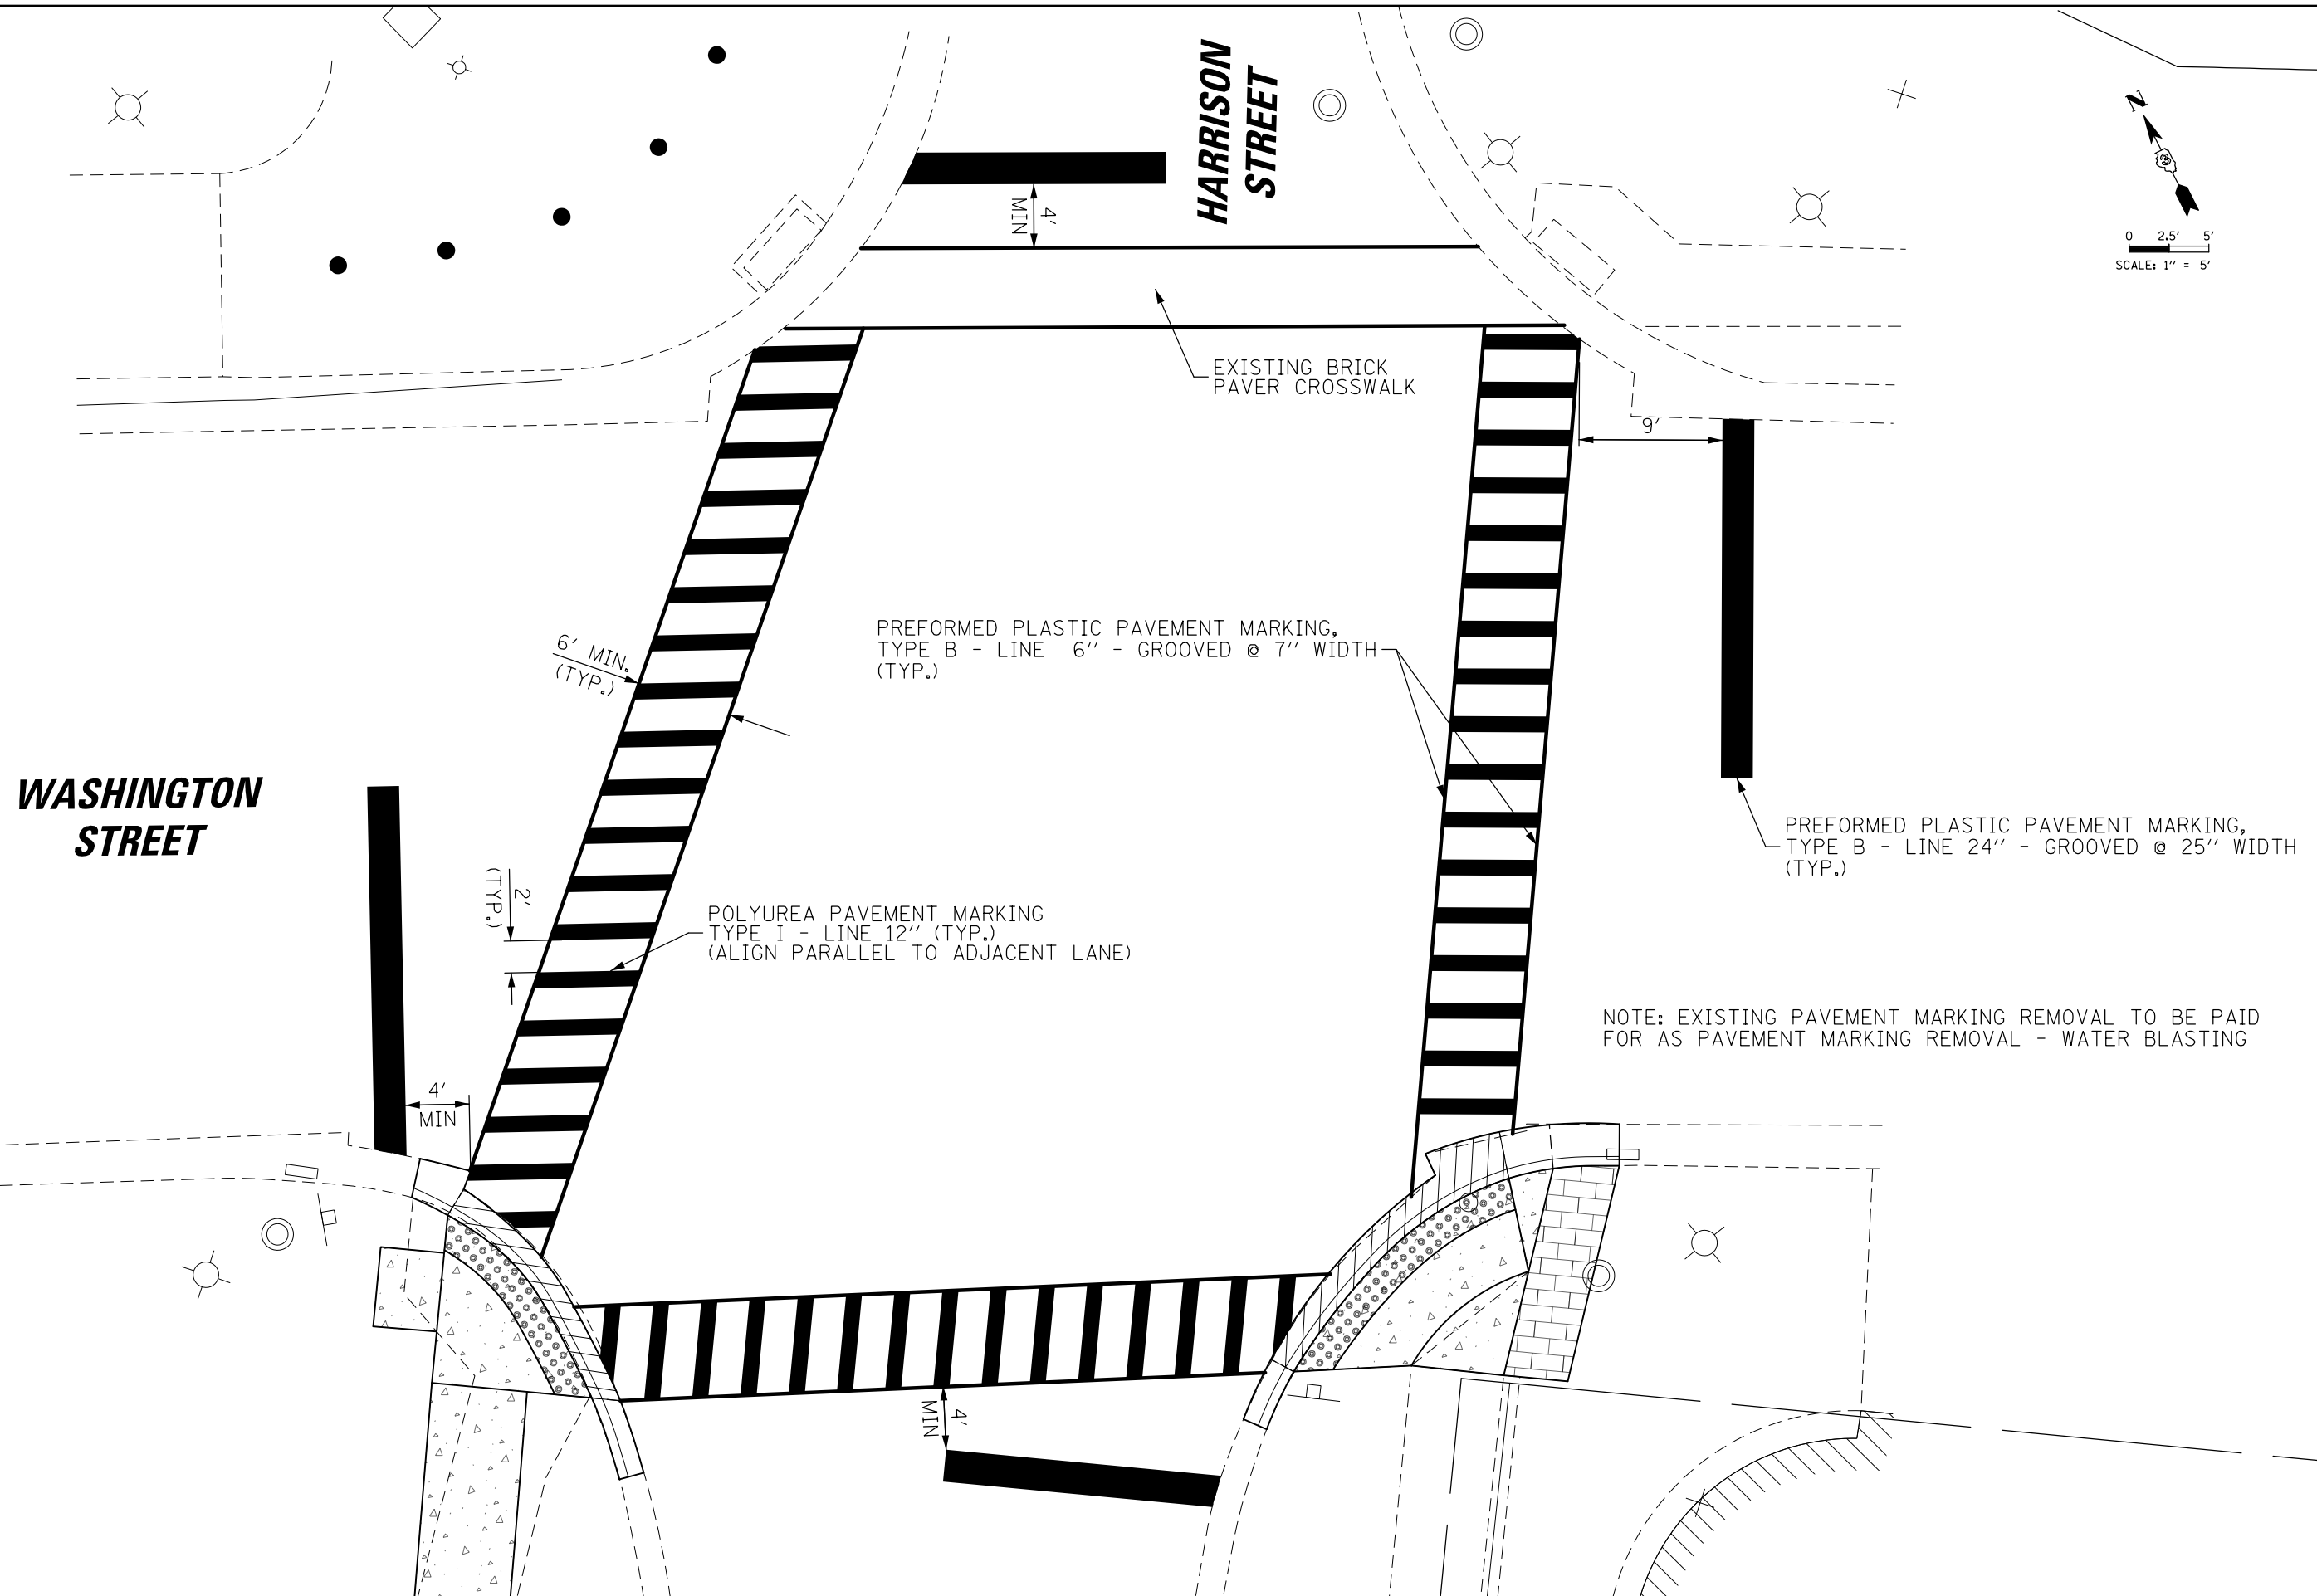 HARRISON
STREET
N
3
0 2.5' 5'
SCALE: 1" = 5'
4'
MIN
EXISTING BRICK
PAVER CROSSWALK
9'
PREFORMED PLASTIC PAVEMENT MARKING,
TYPE B - LINE 6" - GROOVED @ 7" WIDTH
(TYP.)
6' MIN.
(TYP.)
WASHINGTON
STREET
PREFORMED PLASTIC PAVEMENT MARKING,
TYPE B - LINE 24" - GROOVED @ 25" WIDTH
(TYP.)
2'
(TYP.)
POLYUREA PAVEMENT MARKING
TYPE I - LINE 12" (TYP.)
(ALIGN PARALLEL TO ADJACENT LANE)
NOTE: EXISTING PAVEMENT MARKING REMOVAL TO BE PAID
FOR AS PAVEMENT MARKING REMOVAL - WATER BLASTING
4'
MIN
4'
MIN